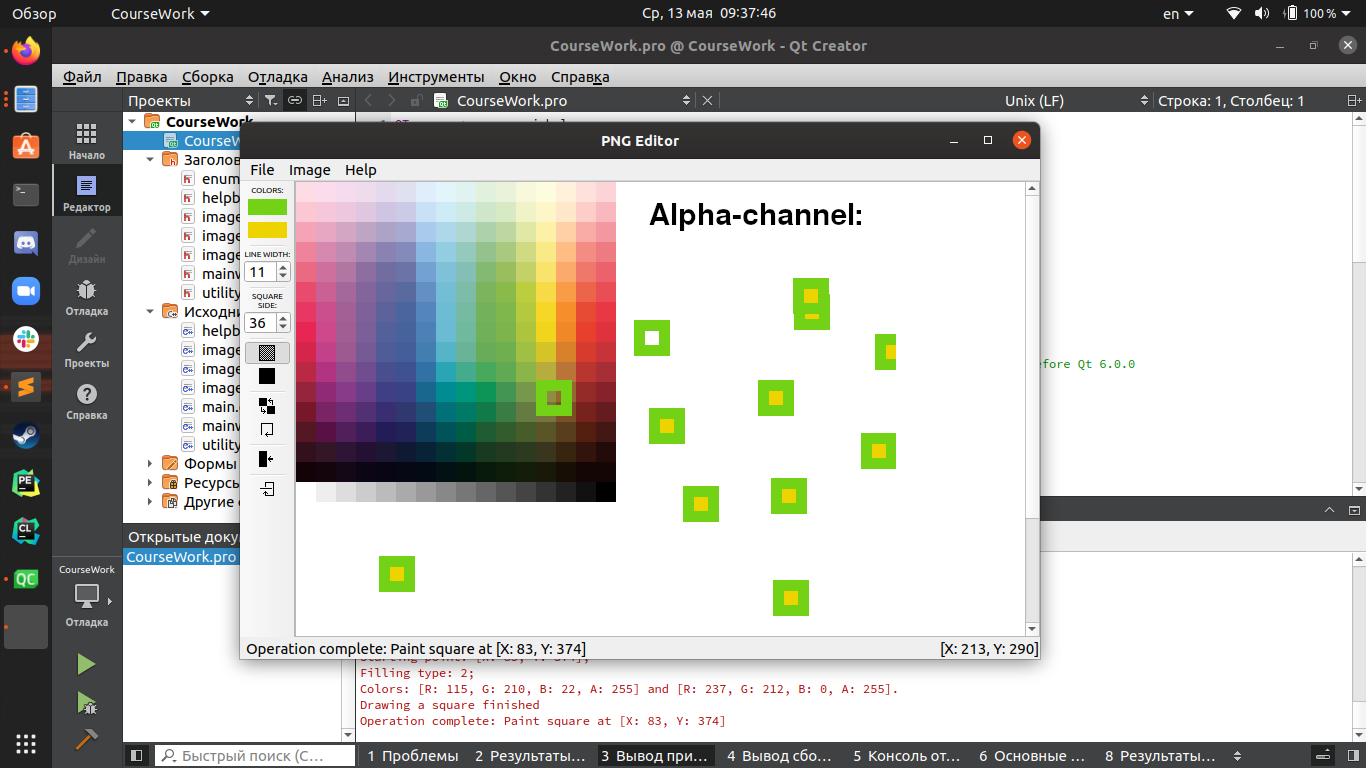 Обзор
CourseWork
Ср, 13 мая 09:37:46
en
100 %
CourseWork.pro @ CourseWork - Qt Creator
Файл Правка Сборка Отладка Анализ Инструменты Окно Справка
Проекты
CourseWork.pro
Unix (LF)
Строка: 1, Столбец: 1
Начало
Редактор
Дизайн
Отладка
Проекты
Справка
CourseWork
Отладка
CourseWork
CourseW
Заголов
enum
helpb
image
image
image
mainw
utility
Исходни
helpb
image
image
image
main.
mainw
utility
Формы
Ресурсы
Другие
Открытые доку
CourseWork.pro
PNG Editor
File Image Help
COLORS:
LINE WIDTH:
11
SQUARE
SIDE:
36
Alpha-channel:
Operation complete: Paint square at [X: 83, Y: 374]
[X: 213, Y: 290]
efore Qt 6.0.0
Filling type: 2;
Colors: [R: 115, G: 210, B: 22, A: 255] and [R: 237, G: 212, B: 0, A: 255].
Drawing a square finished
Operation complete: Paint square at [X: 83, Y: 374]
Быстрый поиск (C…
1 Проблемы
2 Результаты…
3 Вывод при…
4 Вывод сбо…
5 Консоль от…
6 Основные …
8 Результаты…